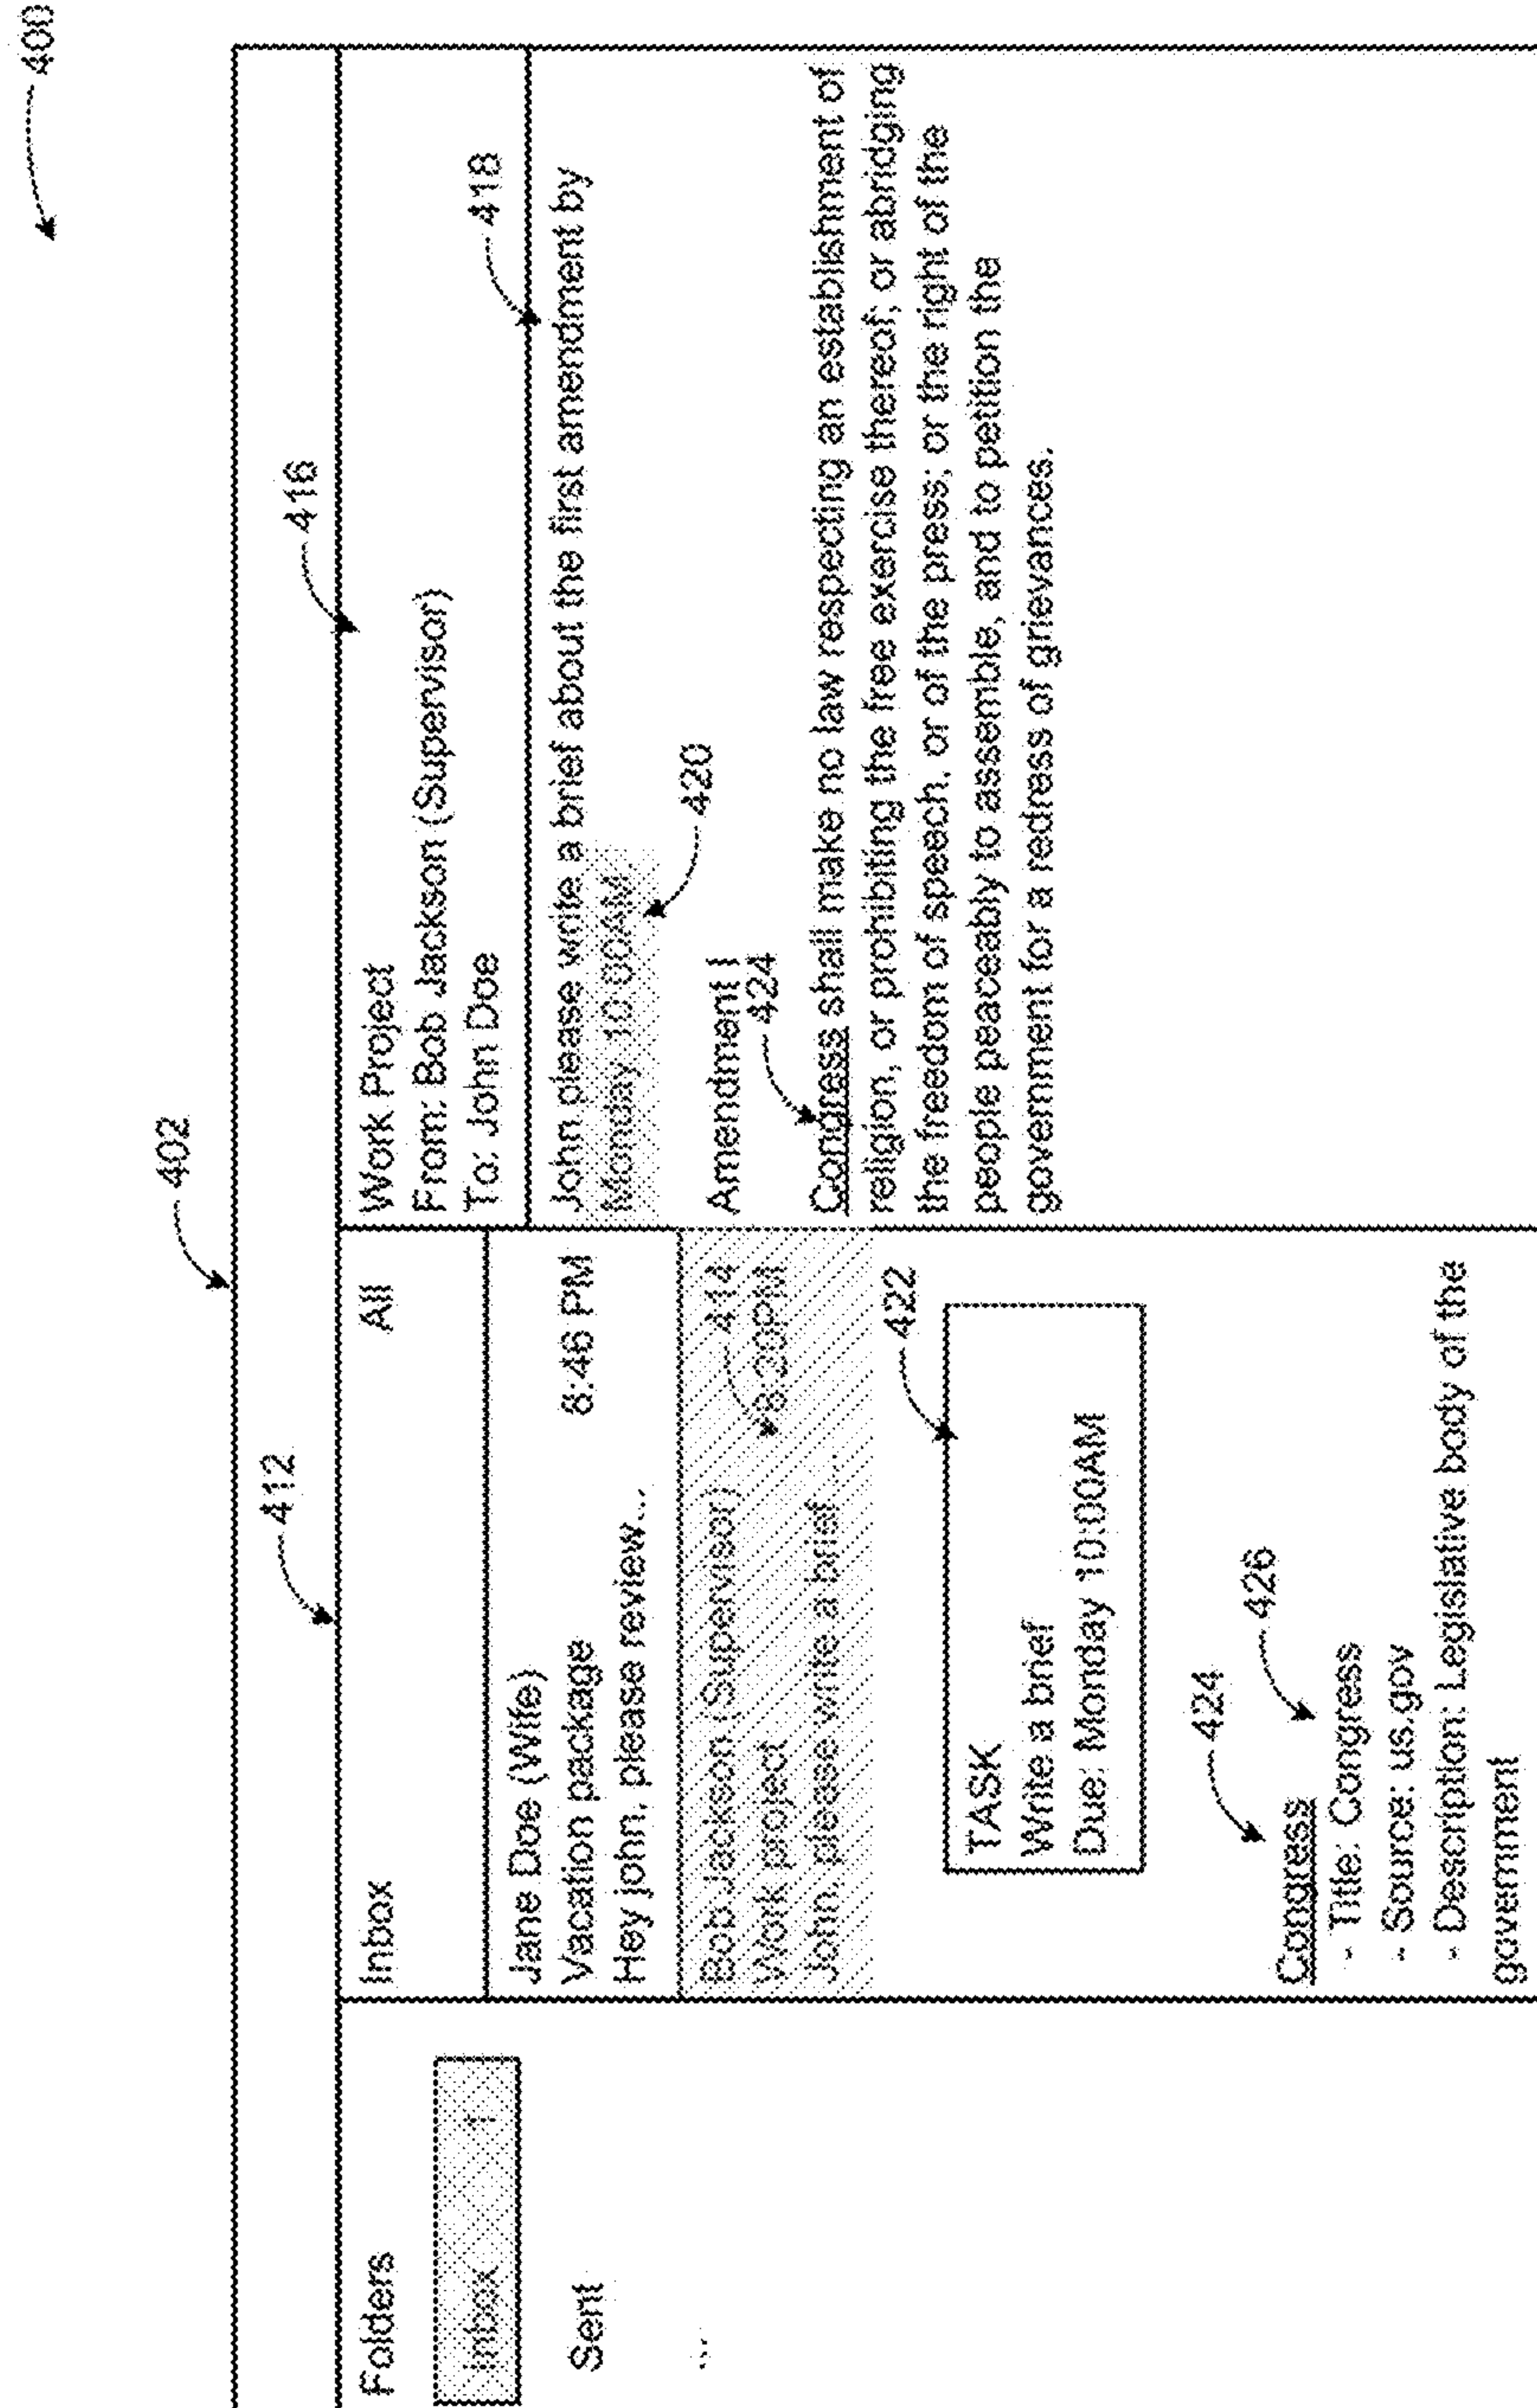 400
402
412
416
418
Folders
Inbox 1
Sent
Inbox All
Jane Doe (Wife)
Vacation package 8:46 PM
Hey john, please review...
Bob Jackson (Supervisor) 414
Work project 8:30PM
John, please write a brief ...
422
TASK
Write a brief
Due: Monday 10:00AM
424
426
Congress
- Title: Congress
- Source: us.gov
- Description: Legislative body of the
government
Work Project
From: Bob Jackson (Supervisor)
To: John Doe
John please write a brief about the first amendment by
Monday 10:00AM
420
Amendment I
424
Congress shall make no law respecting an establishment of
religion, or prohibiting the free exercise thereof; or abridging
the freedom of speech, or of the press; or the right of the
people peaceably to assemble, and to petition the
government for a redress of grievances.